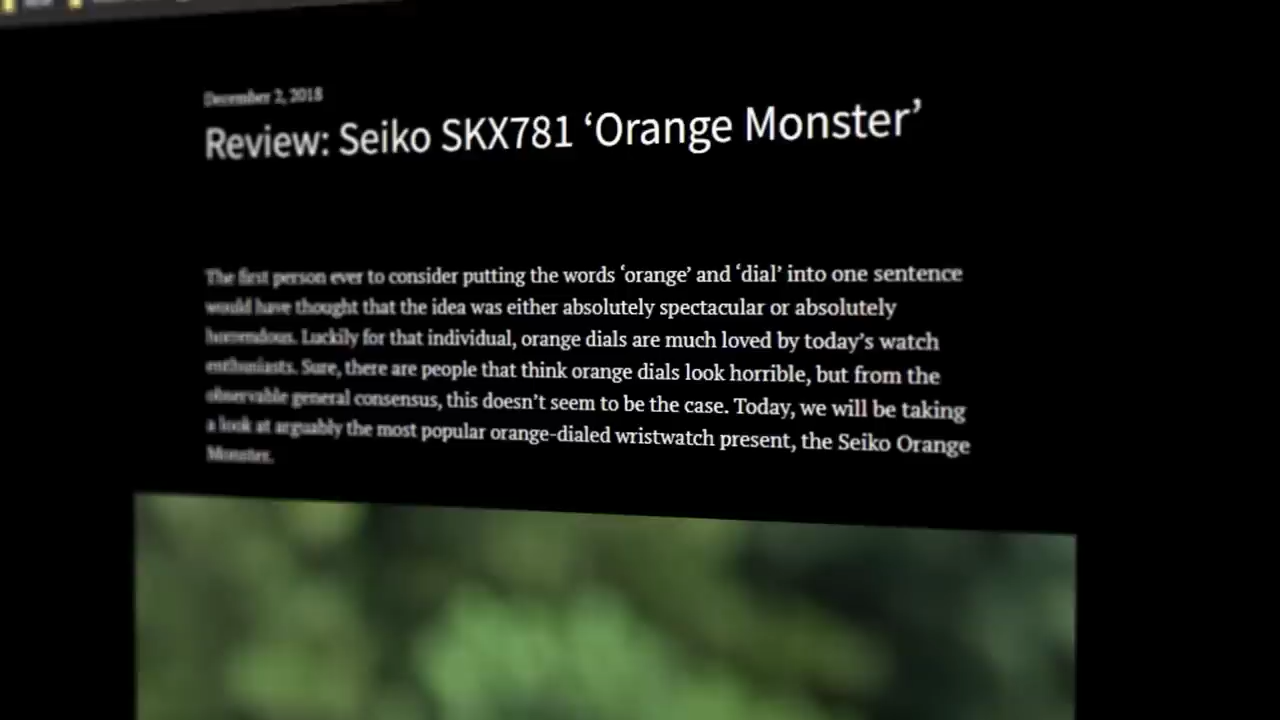 December 2, 2018
Review: Seiko SKX781 ‘Orange Monster’
The first person ever to consider putting the words ‘orange’ and ‘dial’ into one sentence
would have thought that the idea was either absolutely spectacular or absolutely
horrendous. Luckily for that individual, orange dials are much loved by today’s watch
enthusiasts. Sure, there are people that think orange dials look horrible, but from the
observable general consensus, this doesn’t seem to be the case. Today, we will be taking
a look at arguably the most popular orange-dialed wristwatch present, the Seiko Orange
Monster.